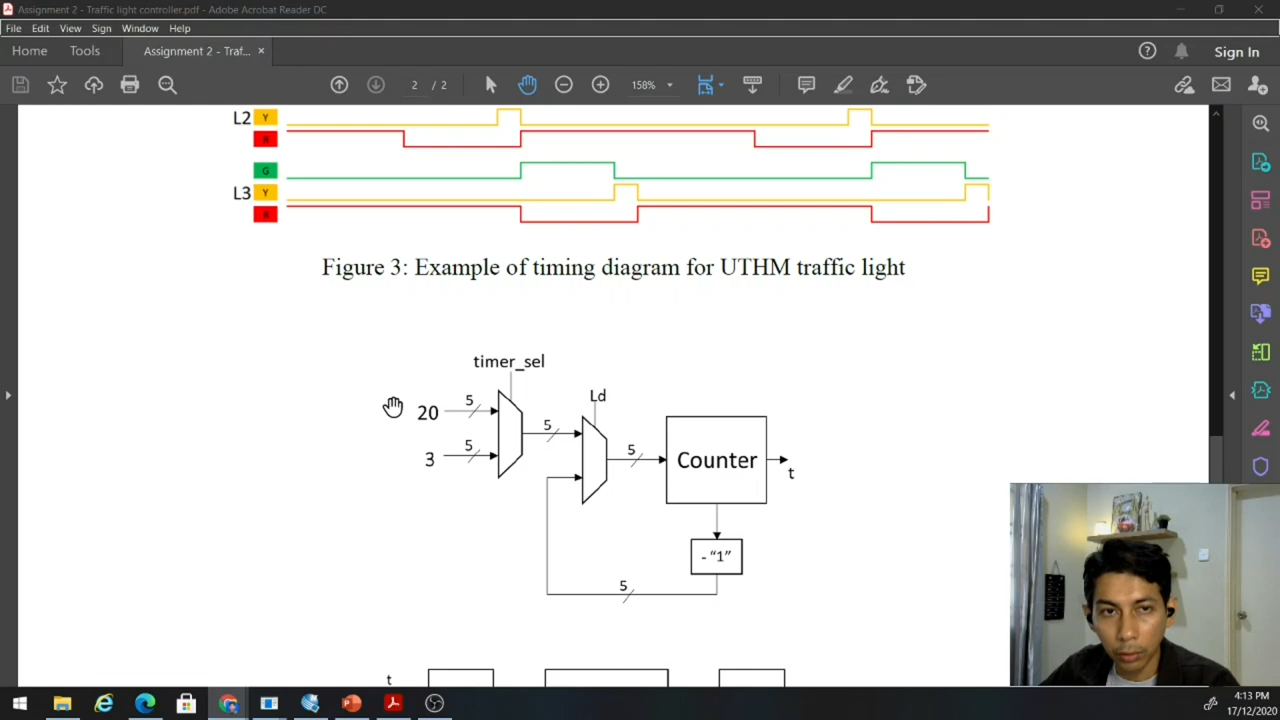 Assignment 2 - Traffic light controller.pdf - Adobe Acrobat Reader DC
File Edit View Sign Window Help
Home Tools Assignment 2 - Traf... ×
2 / 2 158% Sign In
L2 Y
R
G
L3 Y
R
Figure 3: Example of timing diagram for UTHM traffic light
timer_sel
Ld
20 5
5
3 5
5
Counter
t
- “1”
5
t
4:13 PM
17/12/2020